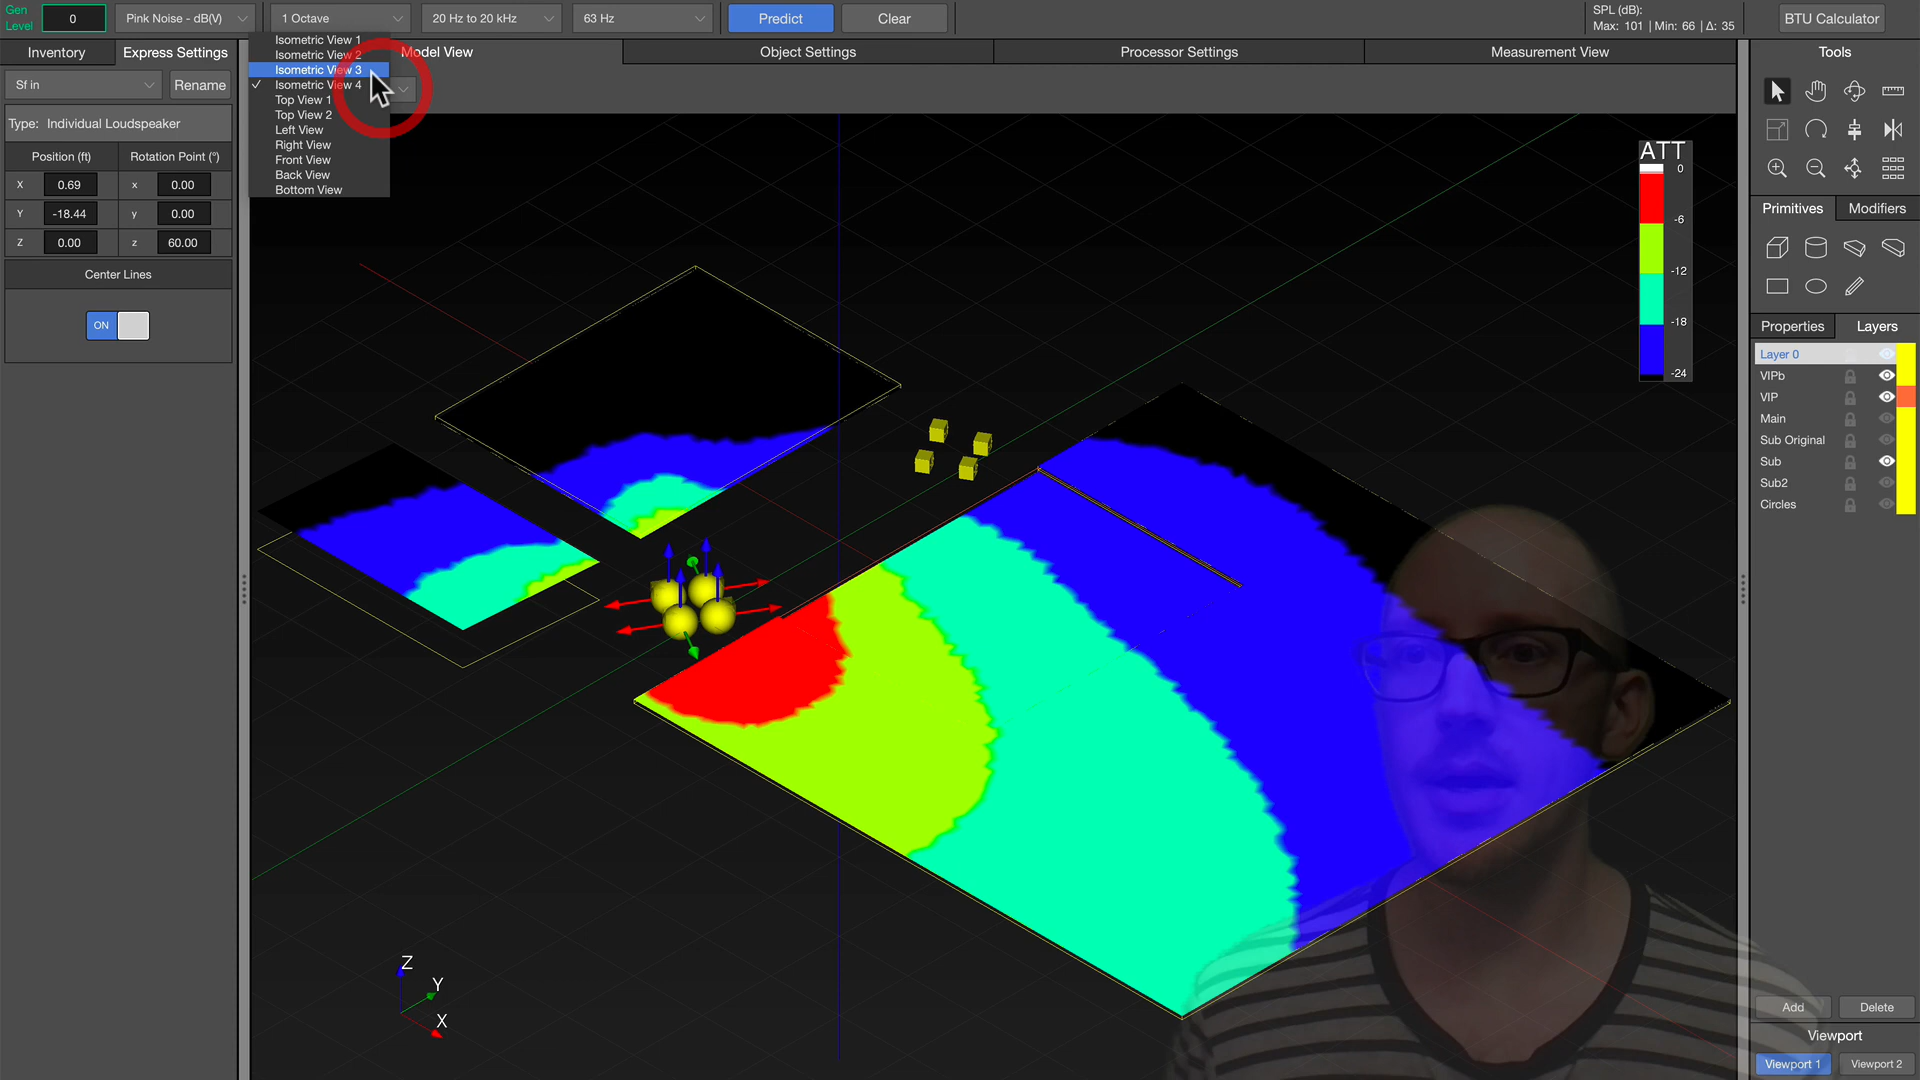 Gen
Level
0
Pink Noise - dB(V)
1 Octave
20 Hz to 20 kHz
63 Hz
Predict
Clear
SPL (dB):
Max: 101 | Min: 66 | Δ: 35
BTU Calculator
Inventory
Express Settings
Model View
Object Settings
Processor Settings
Measurement View
Tools
Isometric View 1
Isometric View 2
Isometric View 3
✓ Isometric View 4
Top View 1
Top View 2
Left View
Right View
Front View
Back View
Bottom View
Sf in
Rename
Type: Individual Loudspeaker
Position (ft)
Rotation Point (°)
X 0.69 x 0.00
Y -18.44 y 0.00
Z 0.00 z 60.00
Center Lines
ON
ATT
0
-6
-12
-18
-24
Z
Y
X
Primitives
Modifiers
Properties
Layers
Layer 0
VIPb
VIP
Main
Sub Original
Sub
Sub2
Circles
Add
Delete
Viewport
Viewport 1
Viewport 2